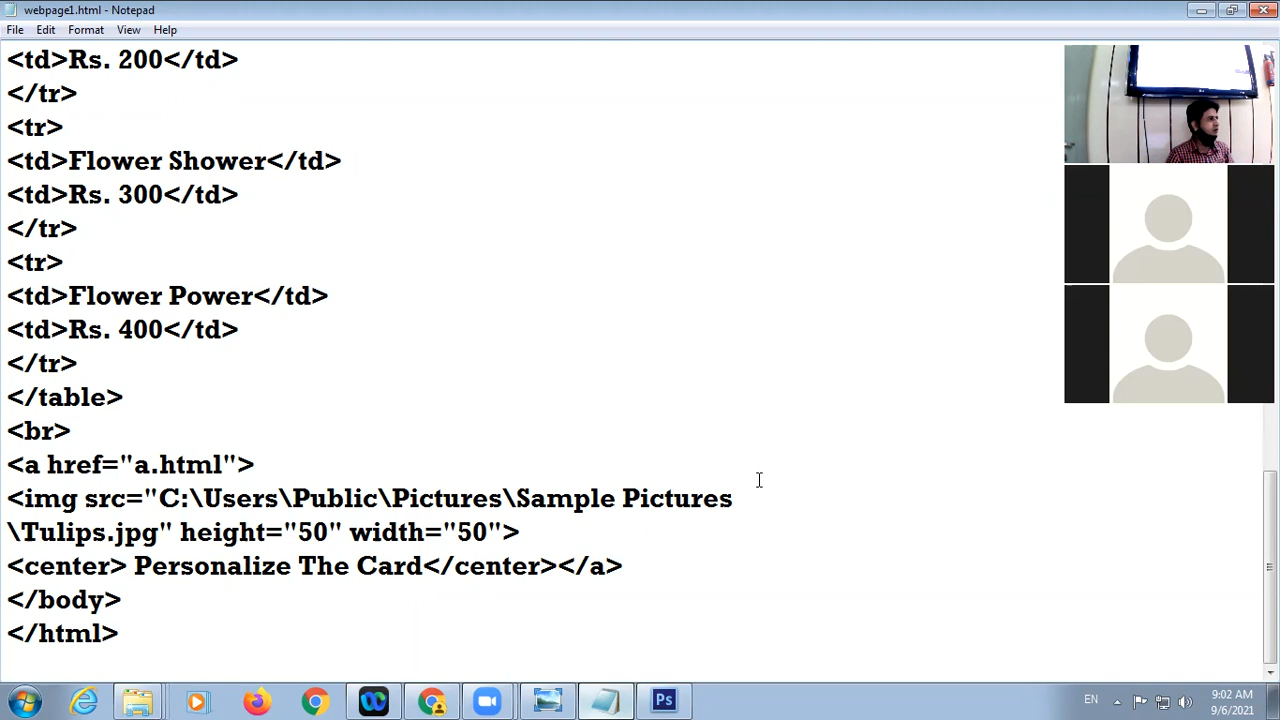 webpage1.html - Notepad
File Edit Format View Help
<td>Rs. 200</td>
</tr>
<tr>
<td>Flower Shower</td>
<td>Rs. 300</td>
</tr>
<tr>
<td>Flower Power</td>
<td>Rs. 400</td>
</tr>
</table>
<br>
<a href="a.html">
<img src="C:\Users\Public\Pictures\Sample Pictures
\Tulips.jpg" height="50" width="50">
<center> Personalize The Card</center></a>
</body>
</html>
Ps
EN
9:02 AM
9/6/2021